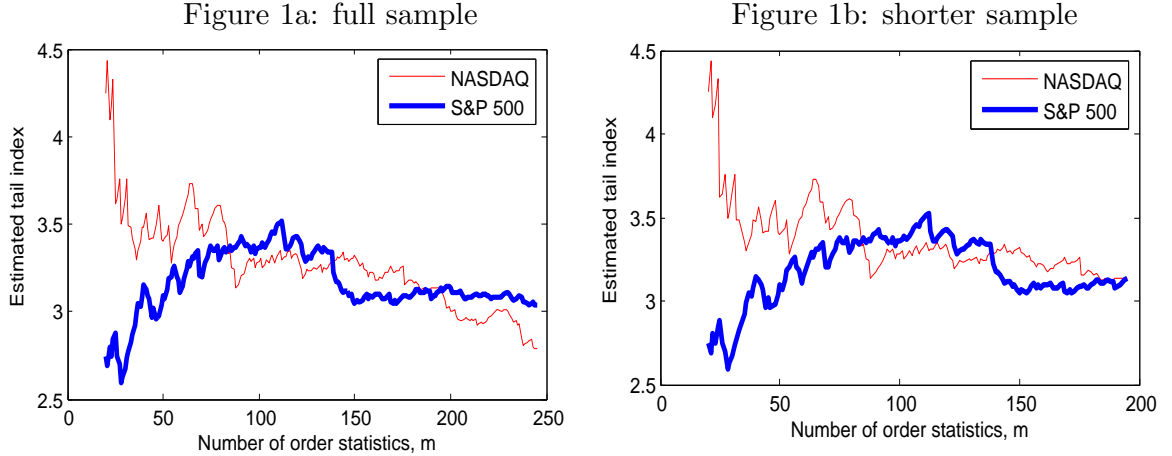 Figure 1a: full sample
4.5
4
3.5
3
2.5
0
50
100
150
200
250
Estimated tail index
Number of order statistics, m
NASDAQ
S&P 500
Figure 1b: shorter sample
4.5
4
3.5
3
2.5
0
50
100
150
200
Estimated tail index
Number of order statistics, m
NASDAQ
S&P 500